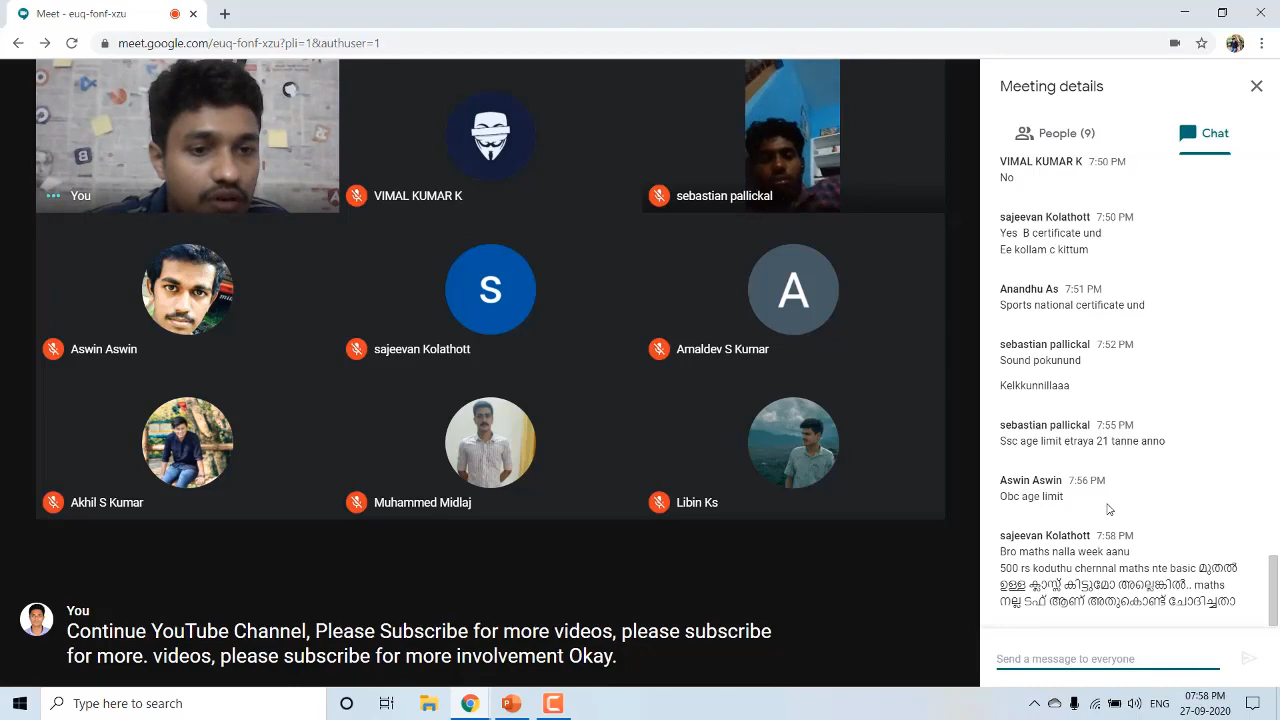 Meet - euq-fonf-xzu
meet.google.com/euq-fonf-xzu?pli=1&authuser=1
You
VIMAL KUMAR K
sebastian pallickal
Aswin Aswin
S
sajeevan Kolathott
A
Amaldev S Kumar
Akhil S Kumar
Muhammed Midlaj
Libin Ks
You
Continue YouTube Channel, Please Subscribe for more videos, please subscribe
for more. videos, please subscribe for more involvement Okay.
Meeting details
People (9)
Chat
VIMAL KUMAR K 7:50 PM
No
sajeevan Kolathott 7:50 PM
Yes B certificate und
Ee kollam c kittum
Anandhu As 7:51 PM
Sports national certificate und
sebastian pallickal 7:52 PM
Sound pokunund
Kelkkunnillaaa
sebastian pallickal 7:55 PM
Ssc age limit etraya 21 tanne anno
Aswin Aswin 7:56 PM
Obc age limit
sajeevan Kolathott 7:58 PM
Bro maths nalla week aanu
500 rs koduthu chernnal maths nte basic മുതൽ
ഉള്ള ക്ലാസ്സ് കിട്ടുമോ അല്ലെങ്കിൽ.. maths
നല്ല ടഫ് ആണ് അതുകൊണ്ട് ചോദിച്ചതാ
Send a message to everyone
Type here to search
ENG
07:58 PM
27-09-2020